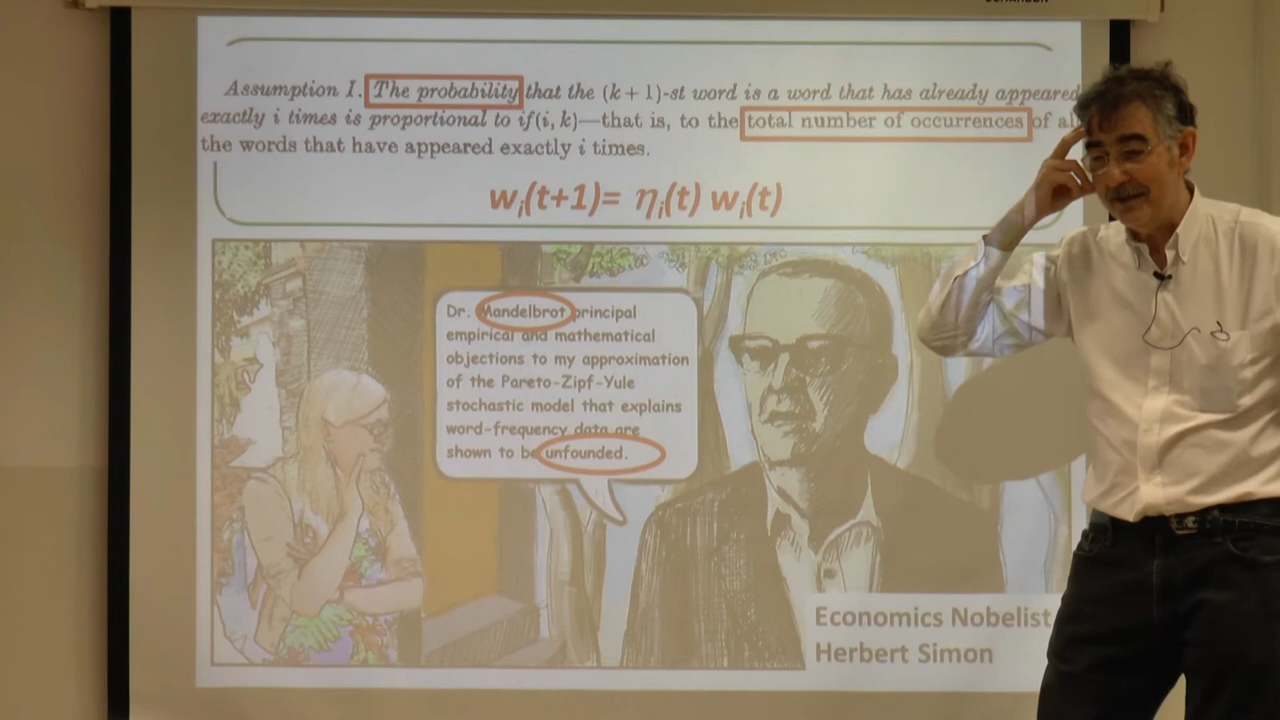 Assumption I. The probability that the (k + 1)-st word is a word that has already appeared
exactly i times is proportional to if(i, k)—that is, to the total number of occurrences of
the words that have appeared exactly i times.
wᵢ(t+1)= ηᵢ(t) wᵢ(t)
Dr. Mandelbrot principal
empirical and mathematical
objections to my approximation
of the Pareto-Zipf-Yule
stochastic model that explains
word-frequency data are
shown to be unfounded.
Economics Nobelist
Herbert Simon